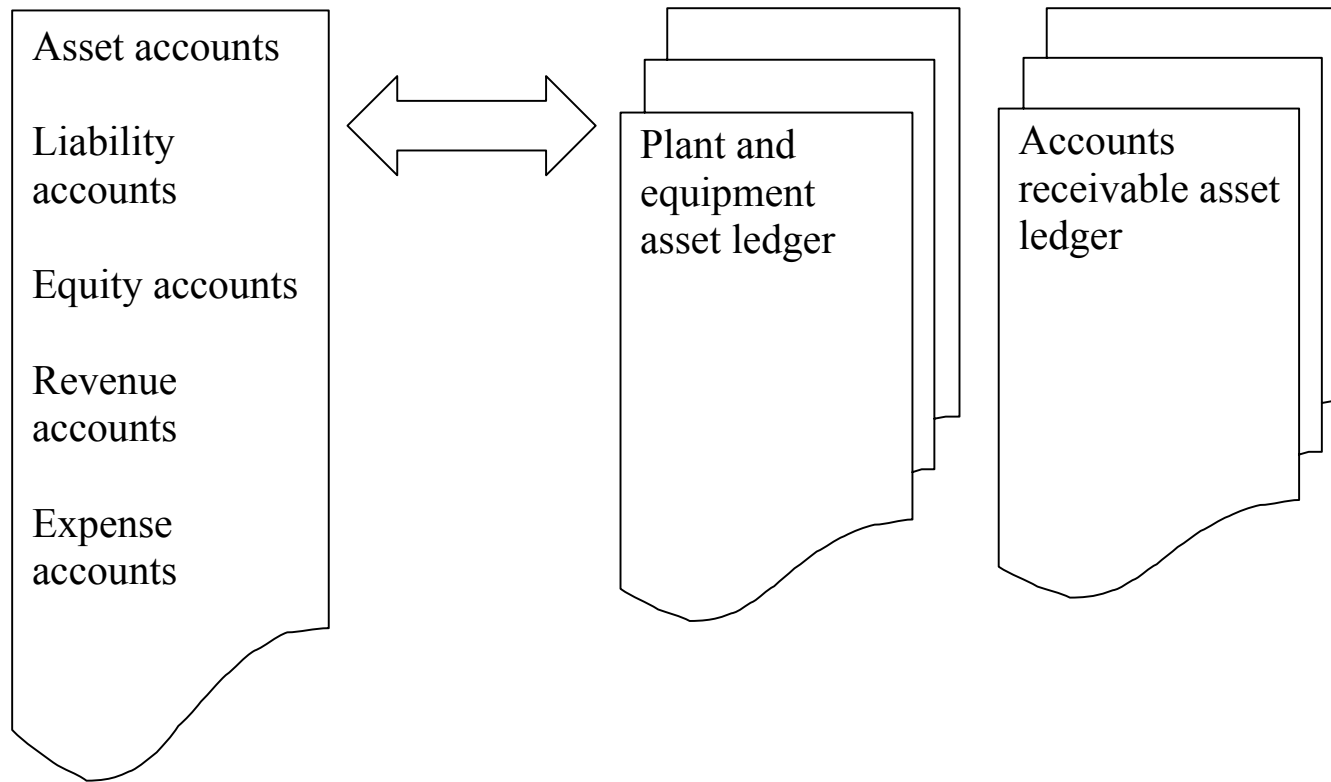 Asset accounts
Liability
accounts
Equity accounts
Revenue
accounts
Expense
accounts
Plant and
equipment
asset ledger
Accounts
receivable asset
ledger